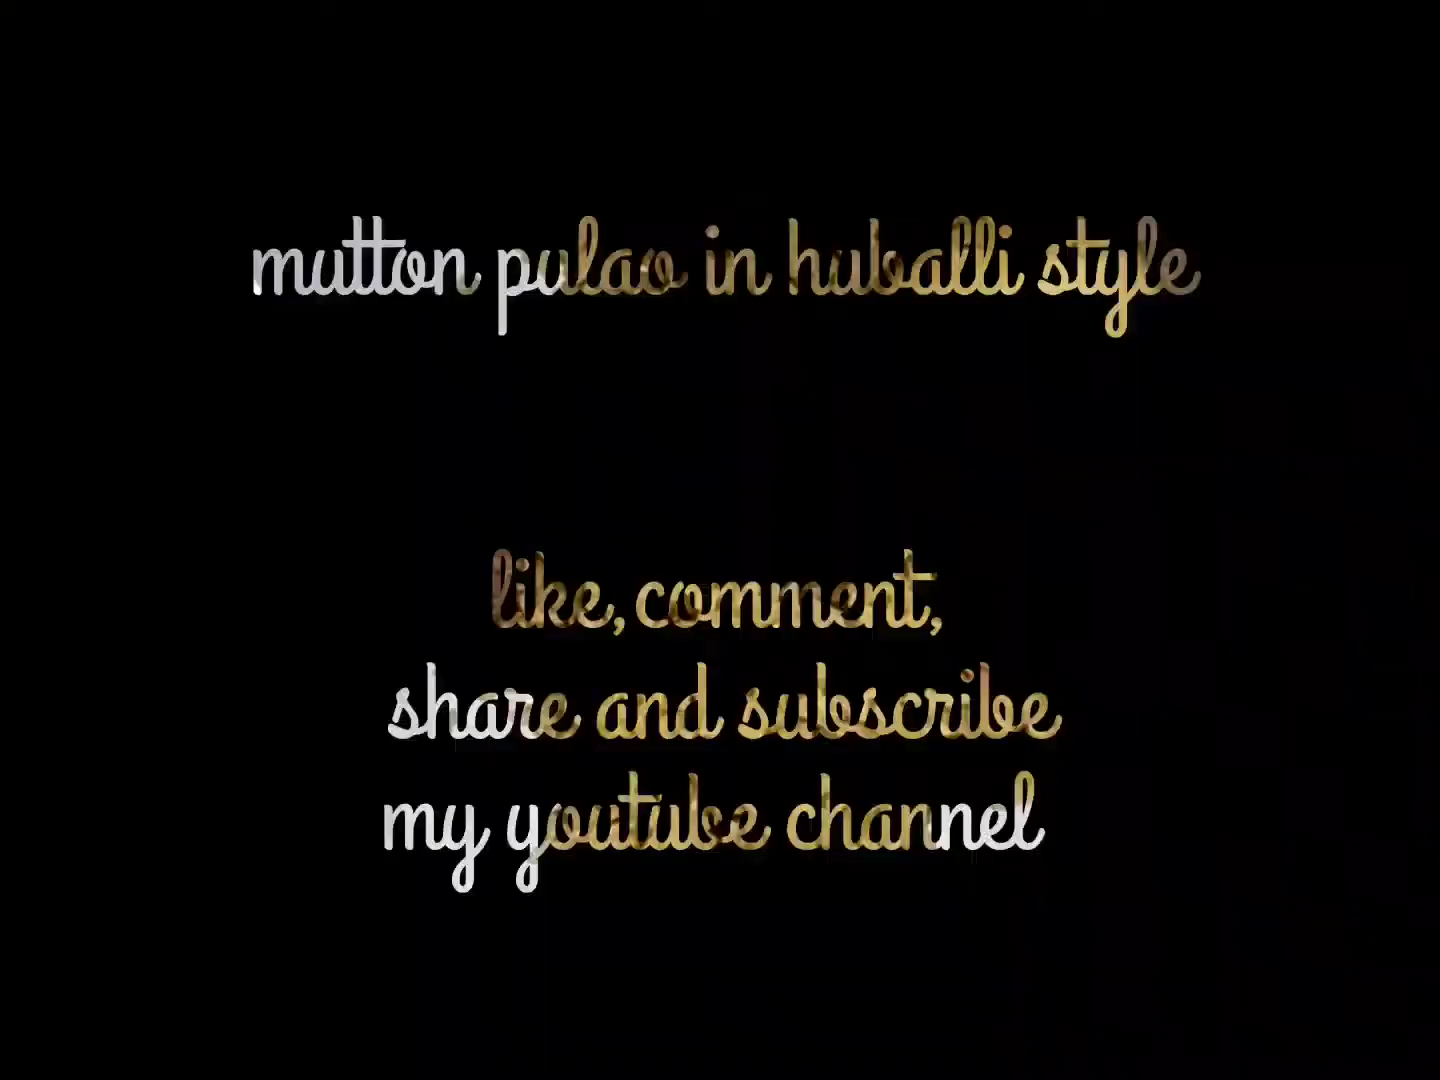 mutton pulao in huballi style
like, comment,
share and subscribe
my youtube channel